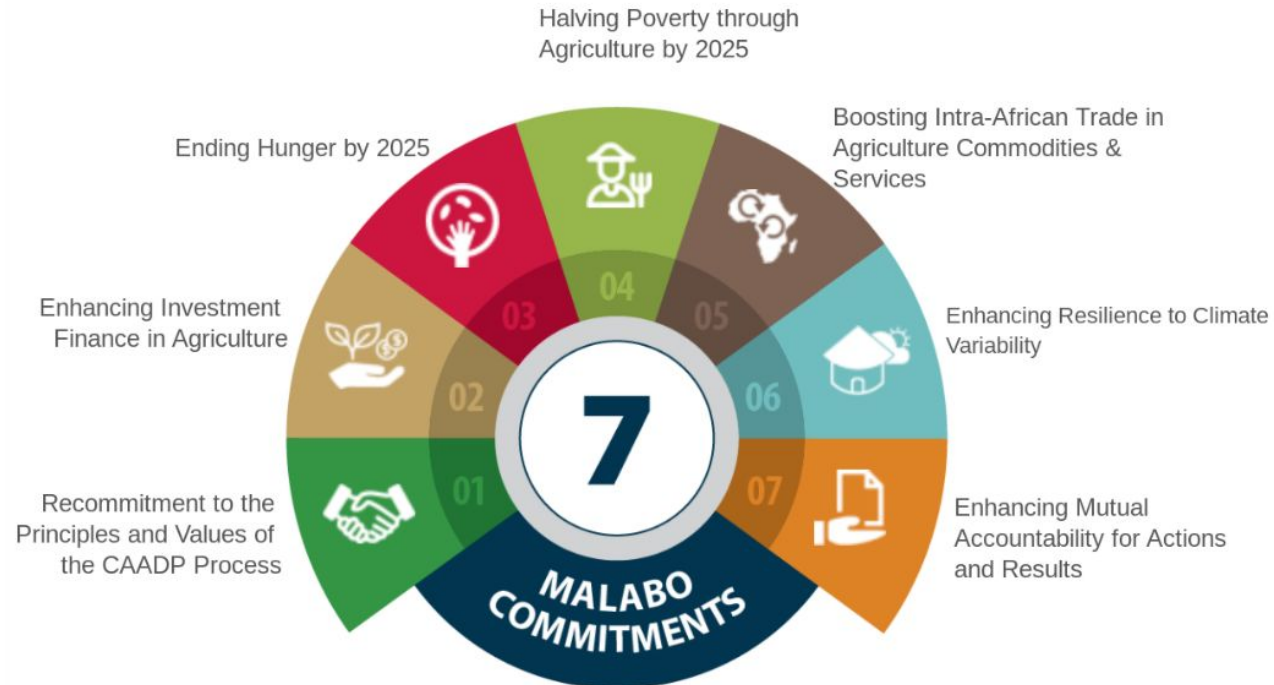 Halving Poverty through
Agriculture by 2025
Ending Hunger by 2025
Boosting Intra-African Trade in
Agriculture Commodities &
Services
Enhancing Investment
Finance in Agriculture
Enhancing Resilience to Climate
Variability
Recommitment to the
Principles and Values of
the CAADP Process
Enhancing Mutual
Accountability for Actions
and Results
01
02
03
04
05
06
07
7
MALABO
COMMITMENTS